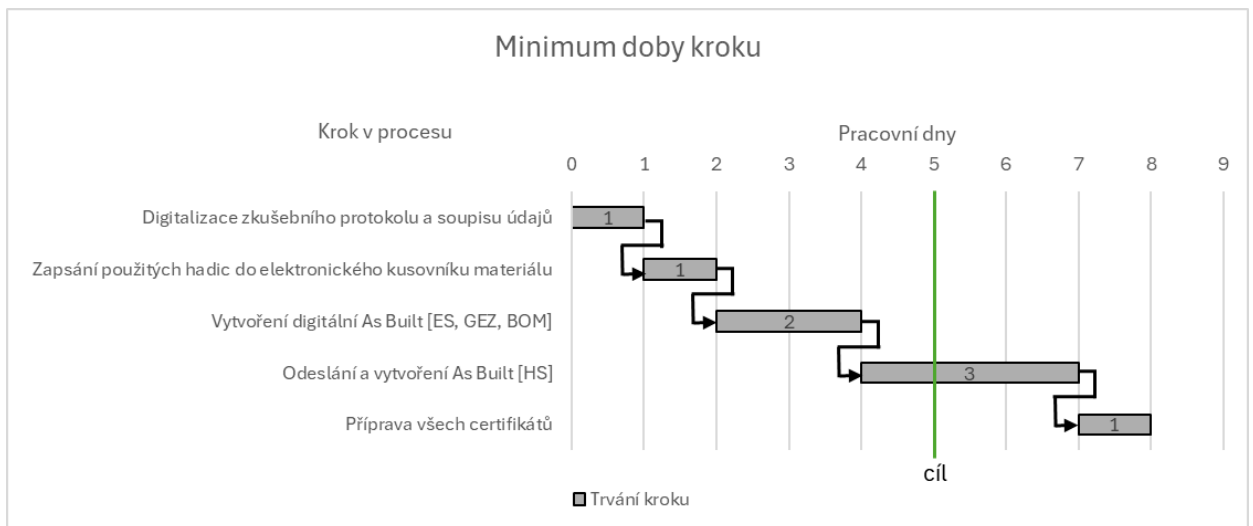 Minimum doby kroku
Krok v procesu
Pracovní dny
0 1 2 3 4 5 6 7 8 9
Digitalizace zkušebního protokolu a soupisu údajů
1
Zapsání použitých hadic do elektronického kusovníku materiálu
1
Vytvoření digitální As Built [ES, GEZ, BOM]
2
Odeslání a vytvoření As Built [HS]
3
Příprava všech certifikátů
1
cíl
Trvání kroku